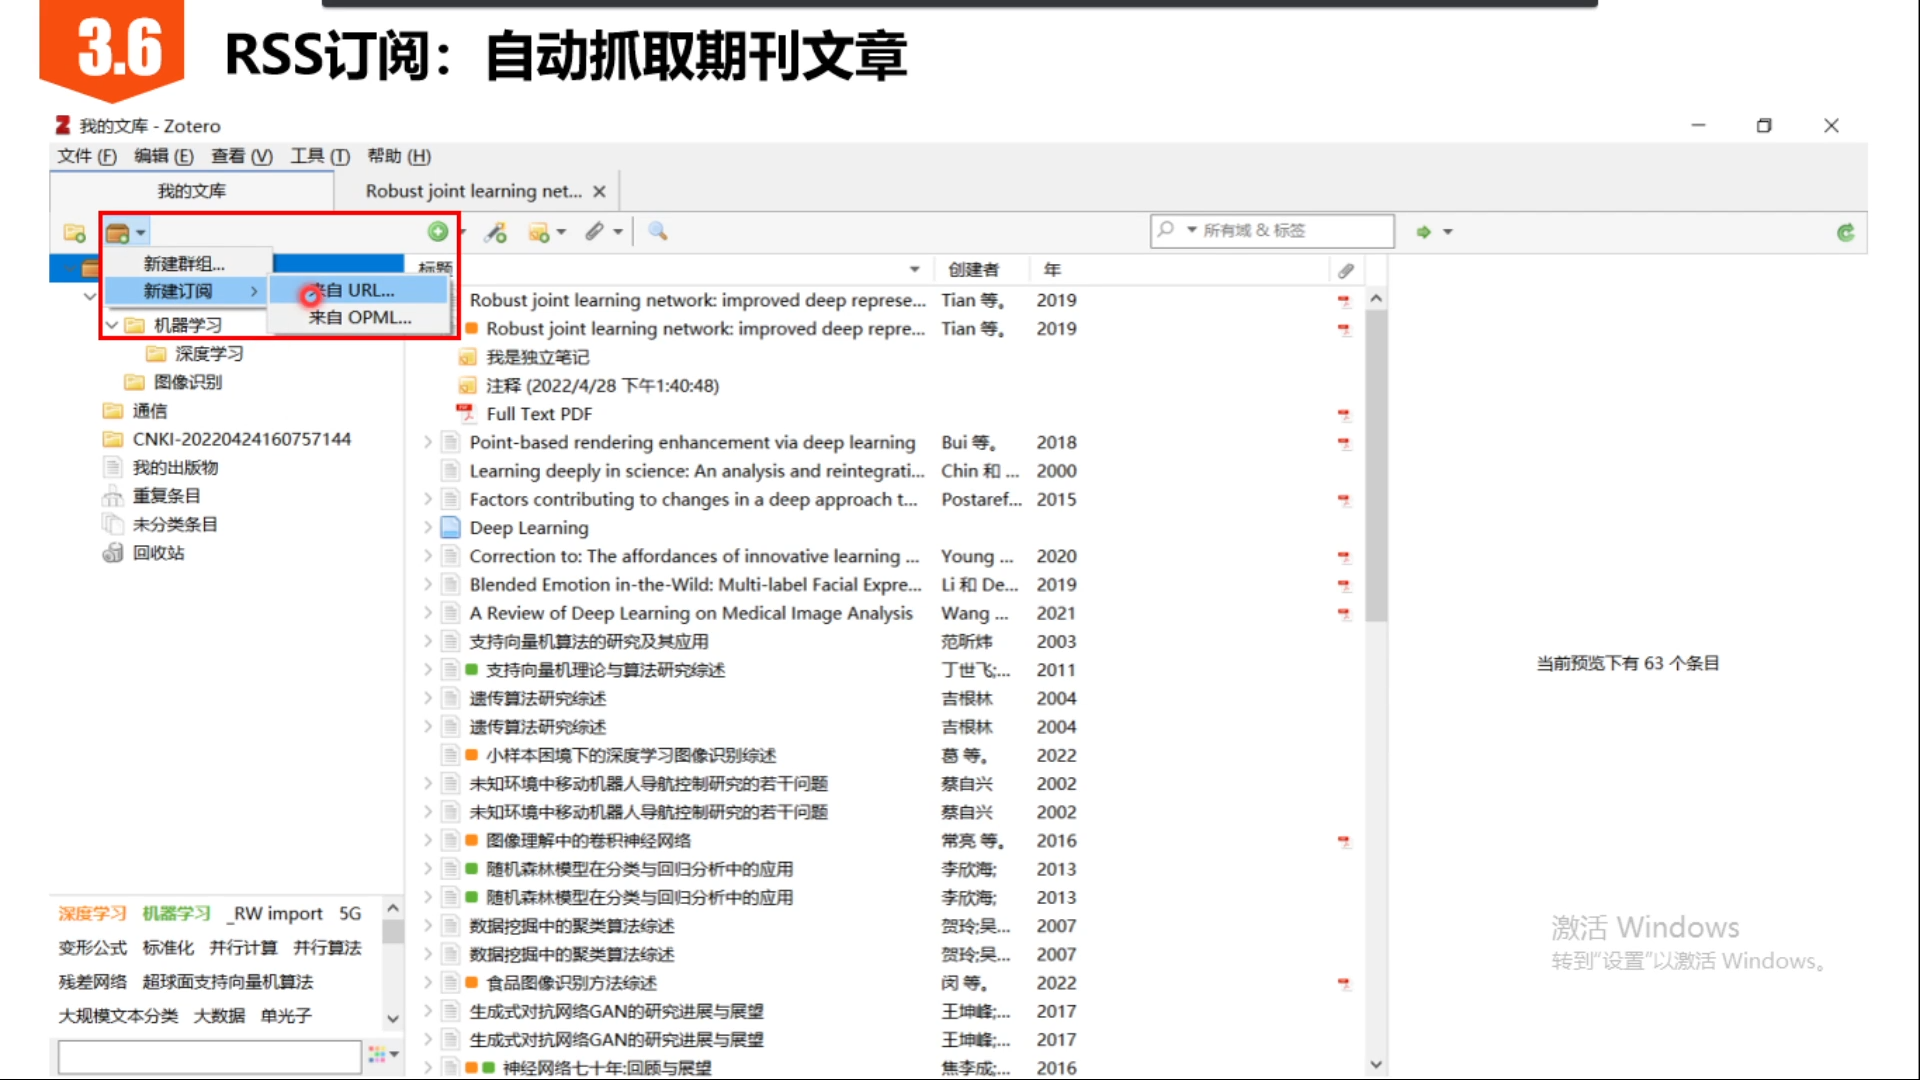 3.6
RSS订阅：自动抓取期刊文章
我的文库 - Zotero
文件 (F) 编辑 (E) 查看 (V) 工具 (T) 帮助 (H)
我的文库
Robust joint learning net...
所有域 & 标签
新建群组...
新建订阅
来自 URL...
来自 OPML...
机器学习
深度学习
图像识别
通信
CNKI-20220424160757144
我的出版物
重复条目
未分类条目
回收站
标题 创建者 年
Robust joint learning network: improved deep represe... Tian 等。 2019
Robust joint learning network: improved deep repre... Tian 等。 2019
我是独立笔记
注释 (2022/4/28 下午1:40:48)
Full Text PDF
Point-based rendering enhancement via deep learning Bui 等。 2018
Learning deeply in science: An analysis and reintegrati... Chin 和 ... 2000
Factors contributing to changes in a deep approach t... Postaref... 2015
Deep Learning
Correction to: The affordances of innovative learning ... Young ... 2020
Blended Emotion in-the-Wild: Multi-label Facial Expre... Li 和 De... 2019
A Review of Deep Learning on Medical Image Analysis Wang ... 2021
支持向量机算法的研究及其应用 范昕炜 2003
支持向量机理论与算法研究综述 丁世飞;... 2011
遗传算法研究综述 吉根林 2004
遗传算法研究综述 吉根林 2004
小样本困境下的深度学习图像识别综述 葛 等。 2022
未知环境中移动机器人导航控制研究的若干问题 蔡自兴 2002
未知环境中移动机器人导航控制研究的若干问题 蔡自兴 2002
图像理解中的卷积神经网络 常亮 等。 2016
随机森林模型在分类与回归分析中的应用 李欣海; 2013
随机森林模型在分类与回归分析中的应用 李欣海; 2013
数据挖掘中的聚类算法综述 贺玲;吴... 2007
数据挖掘中的聚类算法综述 贺玲;吴... 2007
食品图像识别方法综述 闵 等。 2022
生成式对抗网络GAN的研究进展与展望 王坤峰;... 2017
生成式对抗网络GAN的研究进展与展望 王坤峰;... 2017
神经网络七十年:回顾与展望 焦李成;... 2016
当前预览下有 63 个条目
深度学习 机器学习 _RW import 5G
变形公式 标准化 并行计算 并行算法
残差网络 超球面支持向量机算法
大规模文本分类 大数据 单光子
激活 Windows
转到“设置”以激活 Windows。